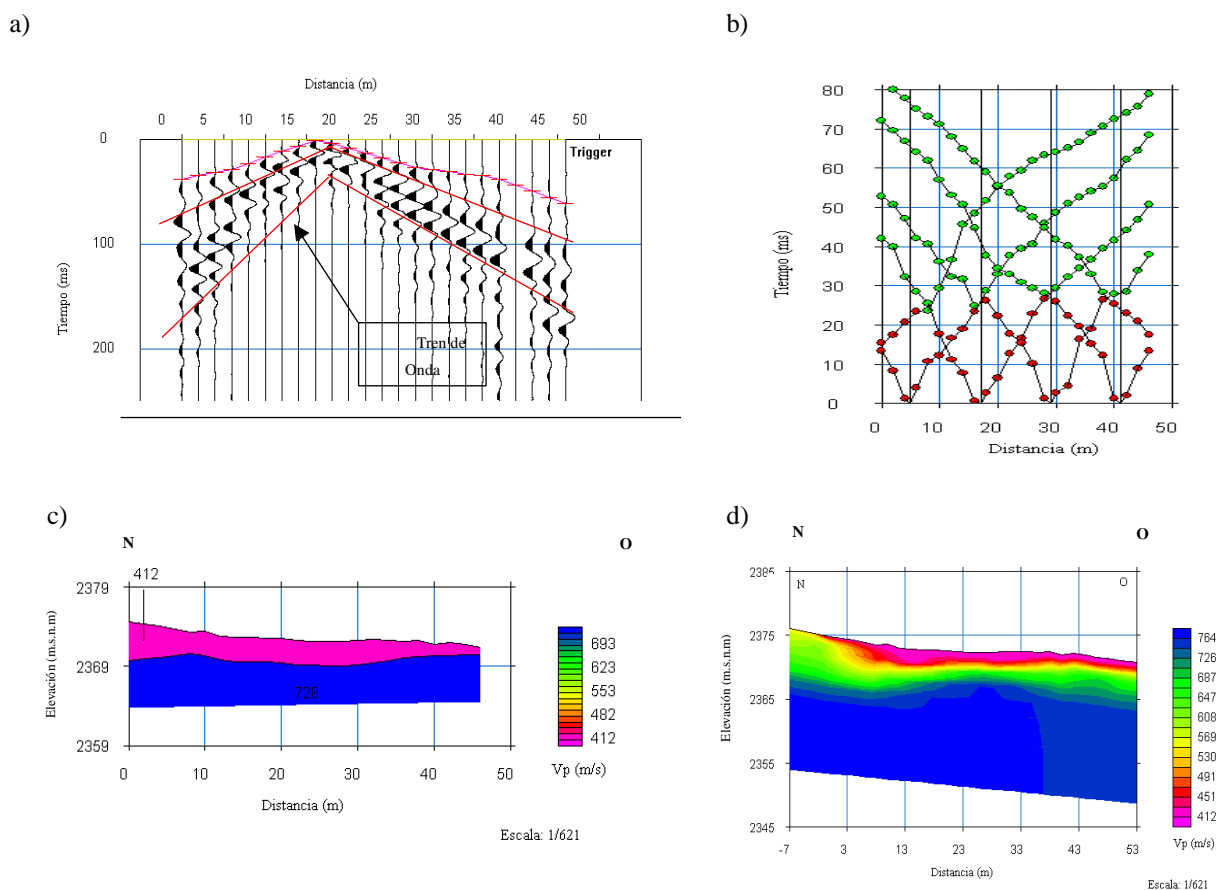 a)
b)
Distancia (m)
0 5 5 10 15 20 20 25 30 35 40 45 50
0
Trigger
100
200
Tiempo (ms)
Tren de
Onda
80
70
60
50
40
30
20
10
0
Tiempo (ms)
0 10 20 30 40 50
Distancia (m)
c)
N
412
2379
2369
2359
Elevación (m.s.n.m)
728
0 10 20 30 40 50
Distancia (m)
693
623
553
482
412
Vp (m/s)
Escala: 1/621
d)
N O
O
N O
2385
2375
2365
2355
2345
Elevación (m.s.n.m)
-7 3 13 23 33 43 53
Distancia (m)
764
726
687
647
608
569
530
491
451
412
Vp (m/s)
Escala: 1/621